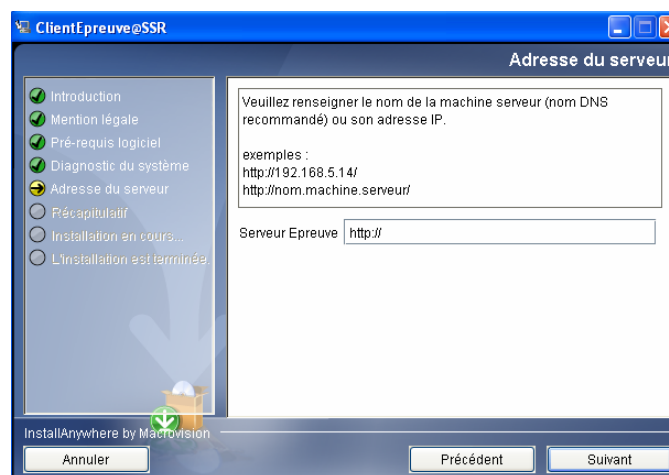 ClientEpreuve@SSR
Adresse du serveur
Introduction
Mention légale
Pré-requis logiciel
Diagnostic du système
Adresse du serveur
Récapitulatif
Installation en cours...
L'installation est terminée.
Veuillez renseigner le nom de la machine serveur (nom DNS
recommandé) ou son adresse IP.
exemples :
http://192.168.5.14/
http://nom.machine.serveur/
Serveur Epreuve
http://
InstallAnywhere by Macrovision
Annuler
Précédent
Suivant